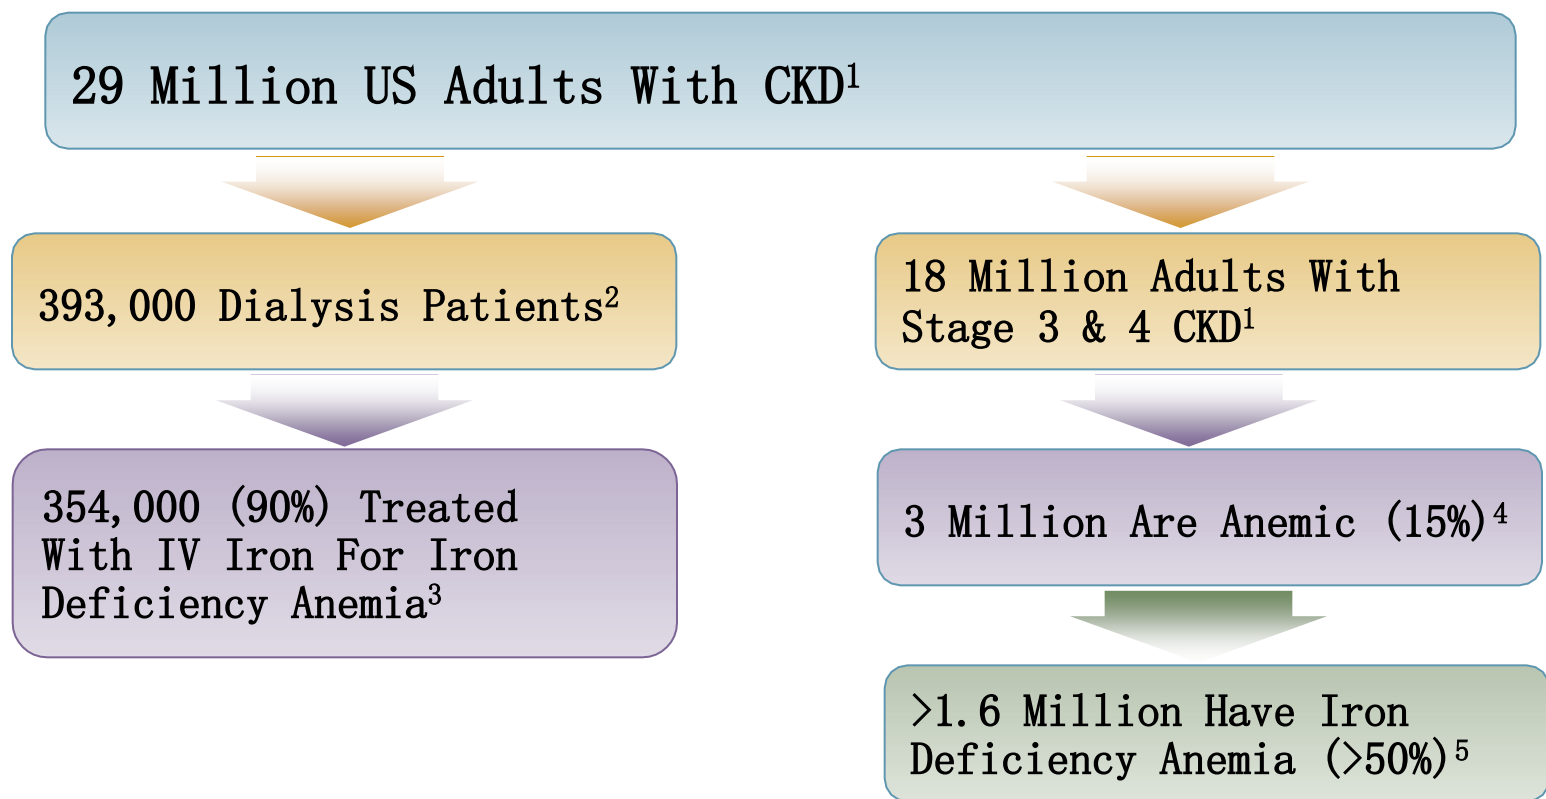 29 Million US Adults With CKD¹
393,000 Dialysis Patients²
18 Million Adults With
Stage 3 & 4 CKD¹
354,000 (90%) Treated
With IV Iron For Iron
Deficiency Anemia³
3 Million Are Anemic (15%)⁴
>1.6 Million Have Iron
Deficiency Anemia (>50%)⁵